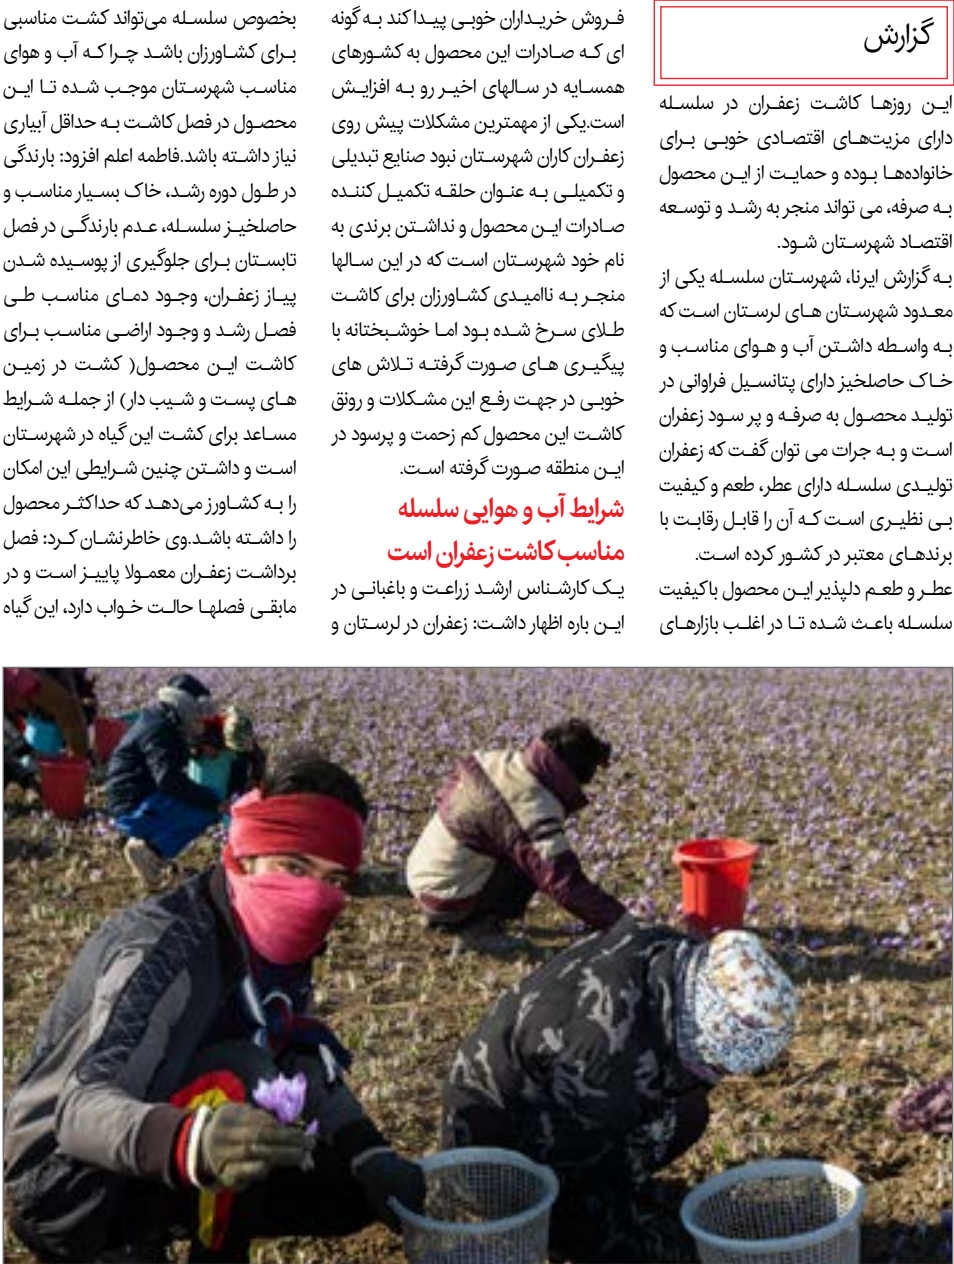 گزارش
این روزها کاشت زعفران در سلسله
دارای مزیت‌های اقتصادی خوبی برای
خانواده‌ها بوده و حمایت از این محصول
به صرفه، می تواند منجر به رشد و توسعه
اقتصاد شهرستان شود.
به گزارش ایرنا، شهرستان سلسله یکی از
معدود شهرستان های لرستان است که
به واسطه داشتن آب و هوای مناسب و
خاک حاصلخیز دارای پتانسیل فراوانی در
تولید محصول به صرفه و پر سود زعفران
است و به جرات می توان گفت که زعفران
تولیدی سلسله دارای عطر، طعم و کیفیت
بی نظیری است که آن را قابل رقابت با
برندهای معتبر در کشور کرده است.
عطر و طعم دلپذیر این محصول با کیفیت
سلسله باعث شده تا در اغلب بازارهای
فروش خریداران خوبی پیدا کند به گونه
ای که صادرات این محصول به کشورهای
همسایه در سالهای اخیر رو به افزایش
است.یکی از مهمترین مشکلات پیش روی
زعفران کاران شهرستان نبود صنایع تبدیلی
و تکمیلی به عنوان حلقه تکمیل کننده
صادرات این محصول و نداشتن برندی به
نام خود شهرستان است که در این سالها
منجر به ناامیدی کشاورزان برای کاشت
طلای سرخ شده بود اما خوشبختانه با
پیگیری های صورت گرفته تلاش های
خوبی در جهت رفع این مشکلات و رونق
کاشت این محصول کم زحمت و پرسود در
این منطقه صورت گرفته است.
شرایط آب و هوایی سلسله
مناسب کاشت زعفران است
یک کارشناس ارشد زراعت و باغبانی در
این باره اظهار داشت: زعفران در لرستان و
بخصوص سلسله می‌تواند کشت مناسبی
برای کشاورزان باشد چرا که آب و هوای
مناسب شهرستان موجب شده تا این
محصول در فصل کاشت به حداقل آبیاری
نیاز داشته باشد.فاطمه اعلم افزود: بارندگی
در طول دوره رشد، خاک بسیار مناسب و
حاصلخیز سلسله، عدم بارندگی در فصل
تابستان برای جلوگیری از پوسیده شدن
پیاز زعفران، وجود دمای مناسب طی
فصل رشد و وجود اراضی مناسب برای
کاشت این محصول( کشت در زمین
های پست و شیب دار) از جمله شرایط
مساعد برای کشت این گیاه در شهرستان
است و داشتن چنین شرایطی این امکان
را به کشاورز می‌دهد که حداکثر محصول
را داشته باشد.وی خاطرنشان کرد: فصل
برداشت زعفران معمولا پاییز است و در
مابقی فصلها حالت خواب دارد، این گیاه